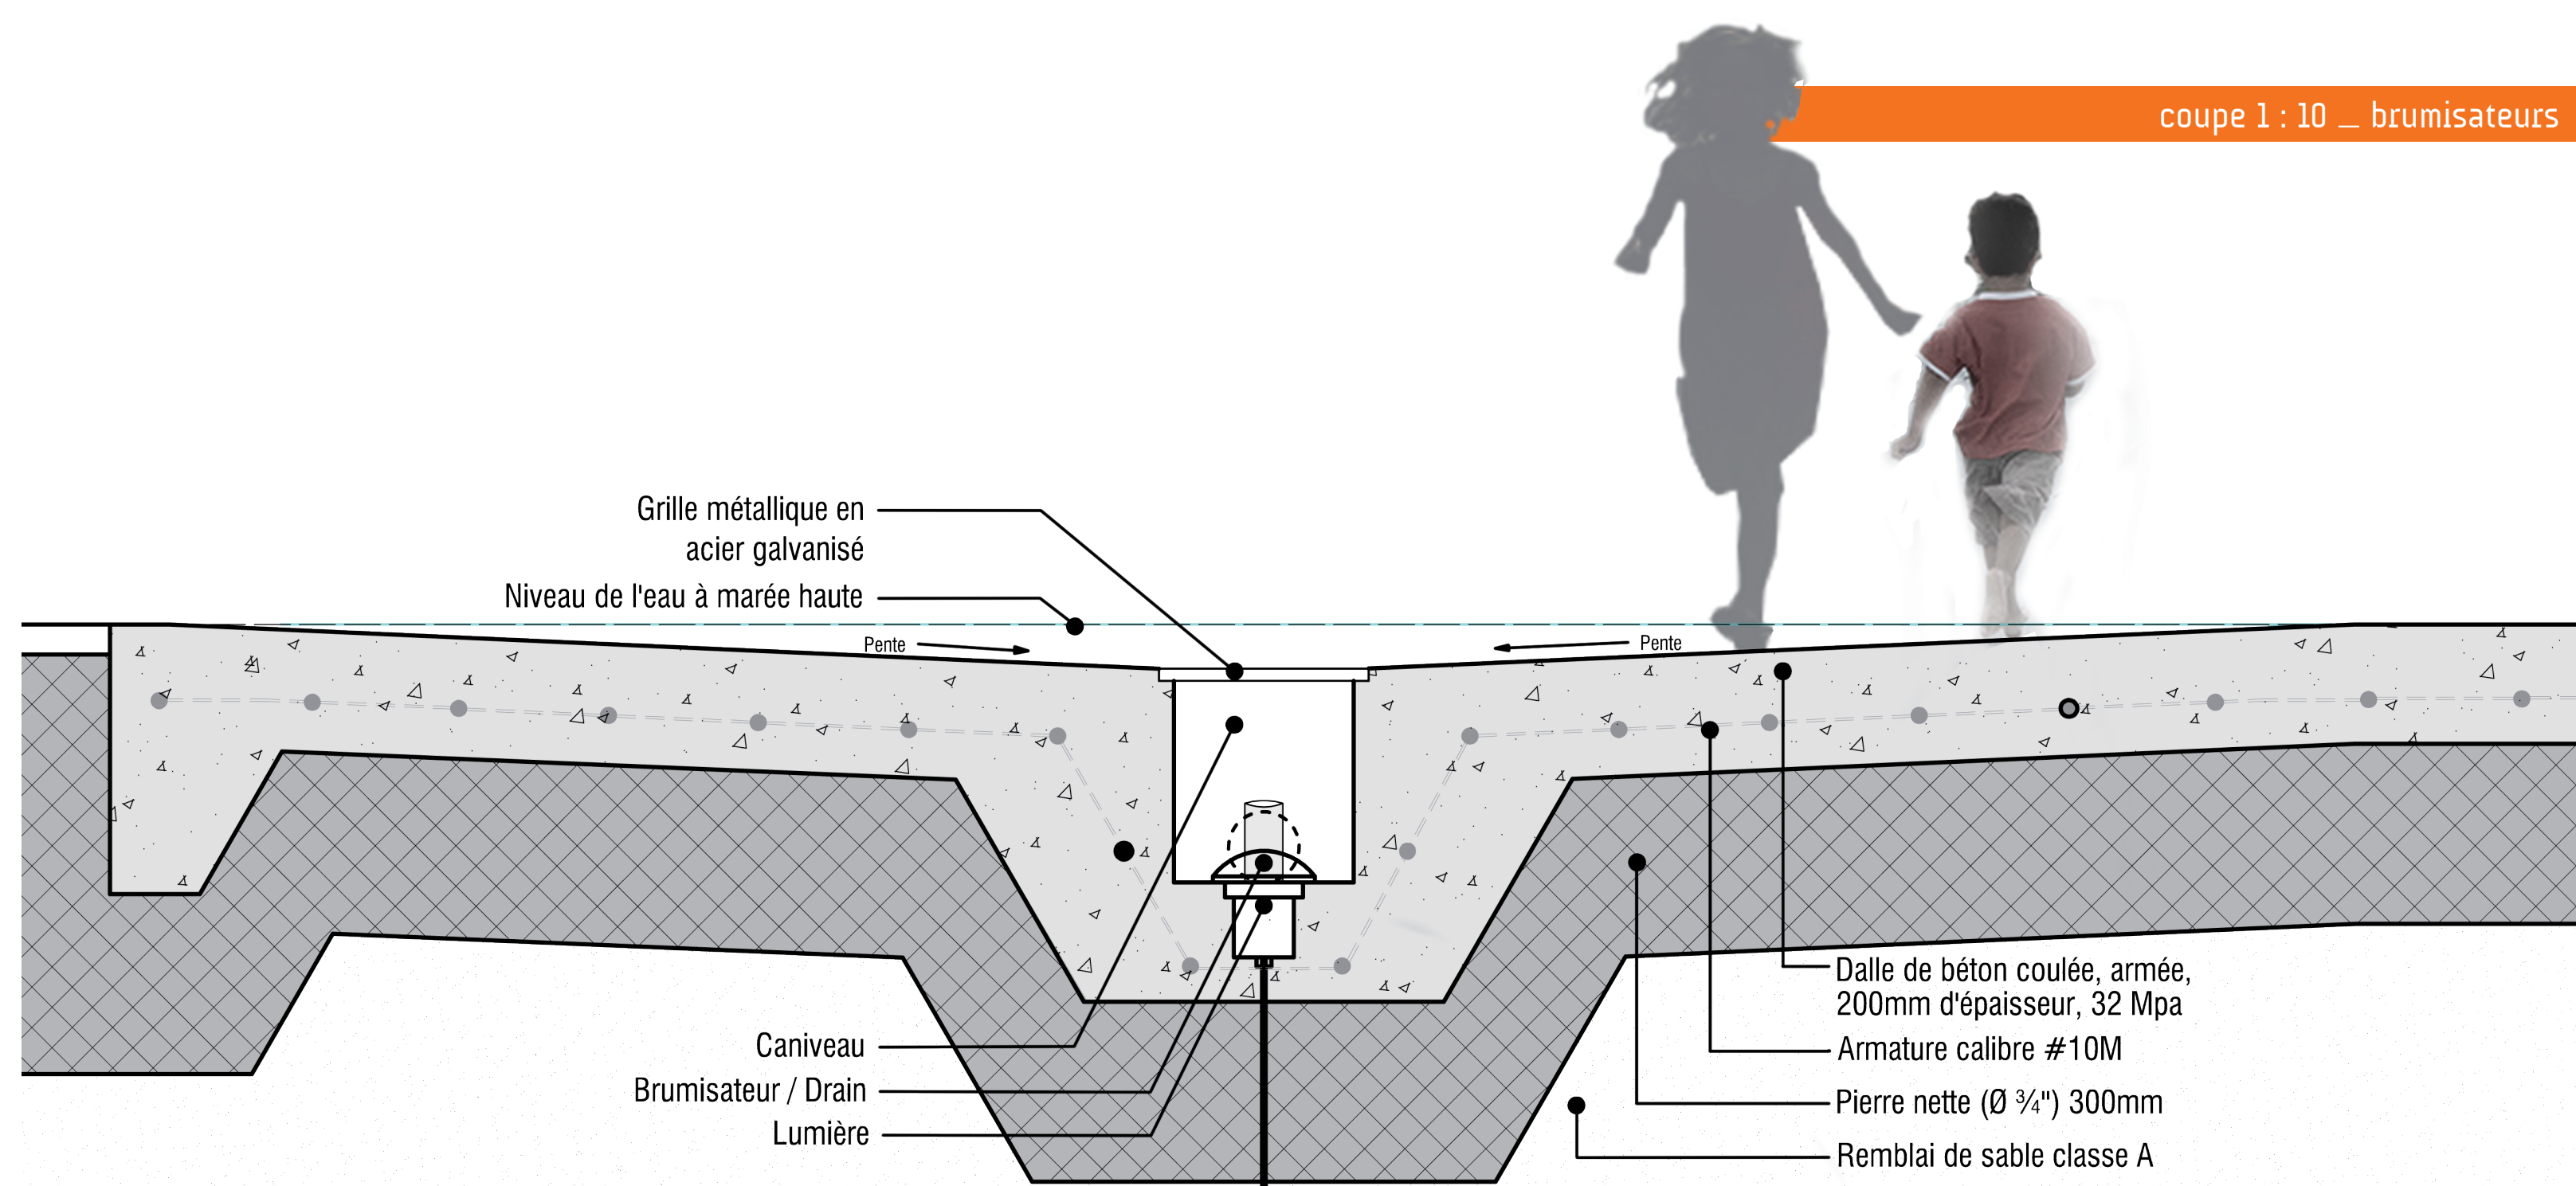 coupe 1 : 10 _ brumisateurs
Grille métallique en
acier galvanisé
Niveau de l'eau à marée haute
Pente
Pente
Caniveau
Brumisateur / Drain
Lumière
Dalle de béton coulée, armée,
200mm d'épaisseur, 32 Mpa
Armature calibre #10M
Pierre nette (Ø ¾") 300mm
Remblai de sable classe A